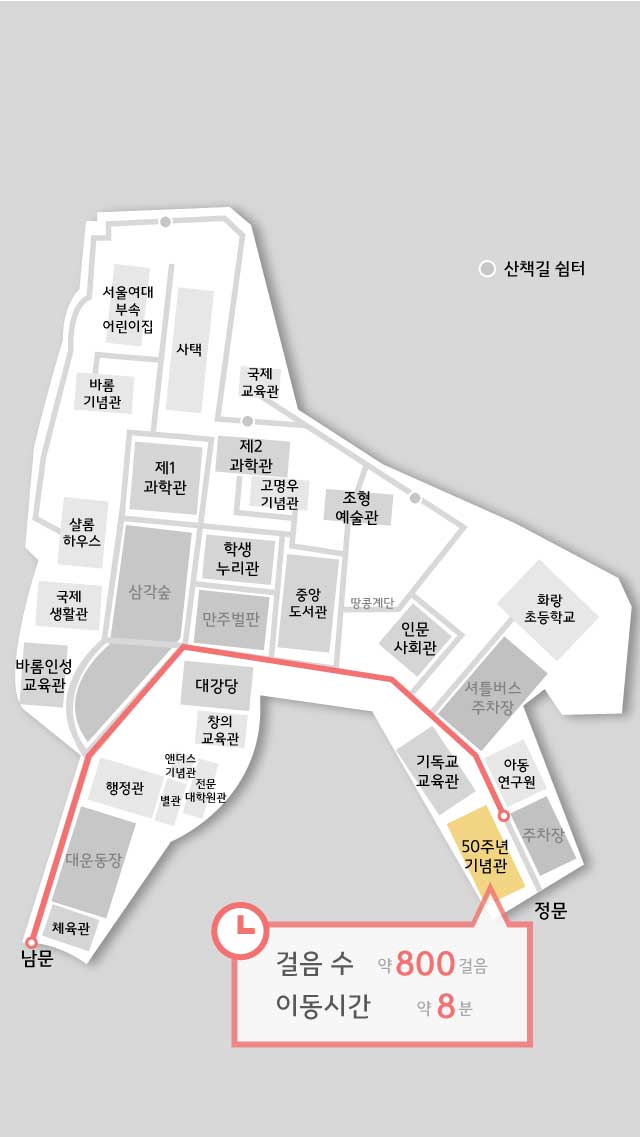 산책길 쉼터
서울여대
부속
어린이집
사택
국제
교육관
바롬
기념관
제2
과학관
제1
과학관
고명우
기념관
조형
예술관
샬롬
하우스
학생
누리관
삼각숲
중앙
도서관
땅콩계단
화랑
초등학교
국제
생활관
만주벌판
인문
사회관
바롬인성
교육관
대강당
셔틀버스
주차장
창의
교육관
앤더스
기념관
기독교
교육관
아동
연구원
행정관
별관
전문
대학원관
주차장
50주년
기념관
대운동장
정문
체육관
남문
걸음 수 약 800 걸음
이동시간 약 8 분